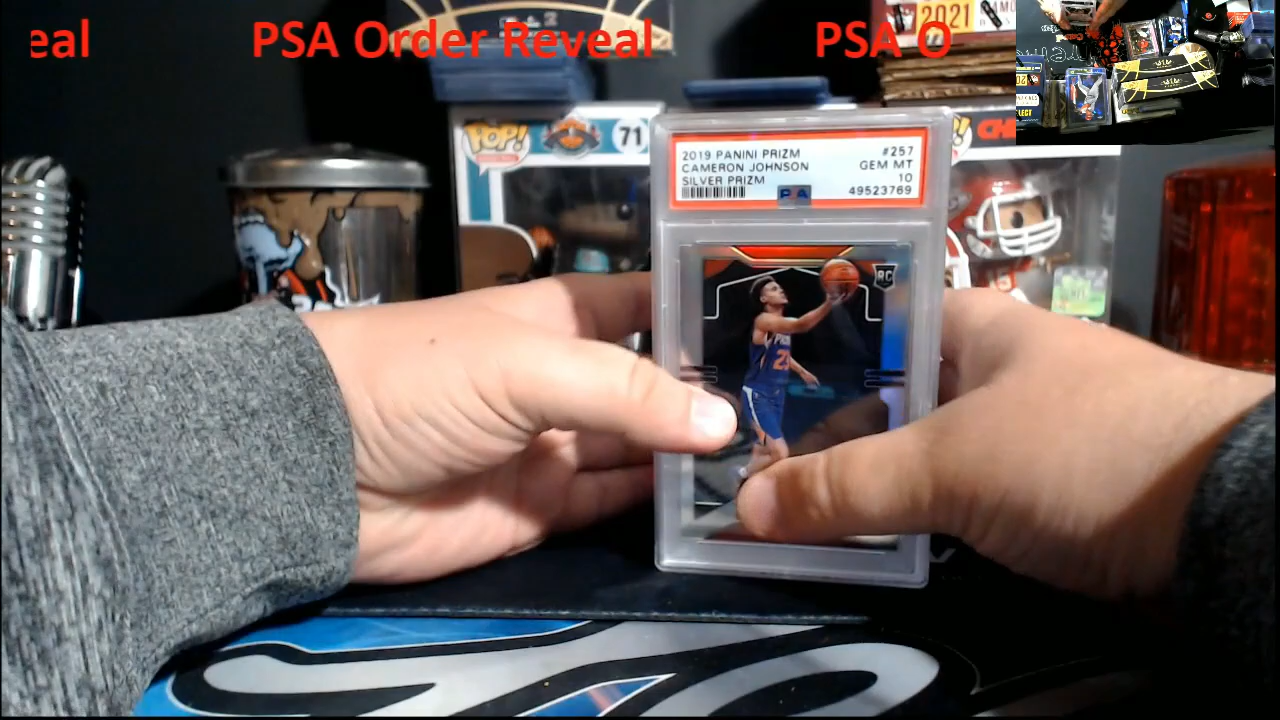 eal PSA Order Reveal PSA O
2021
POP!
71
2019 PANINI PRIZM #257
CAMERON JOHNSON GEM MT
SILVER PRIZM 10
PSA 49523769
RC